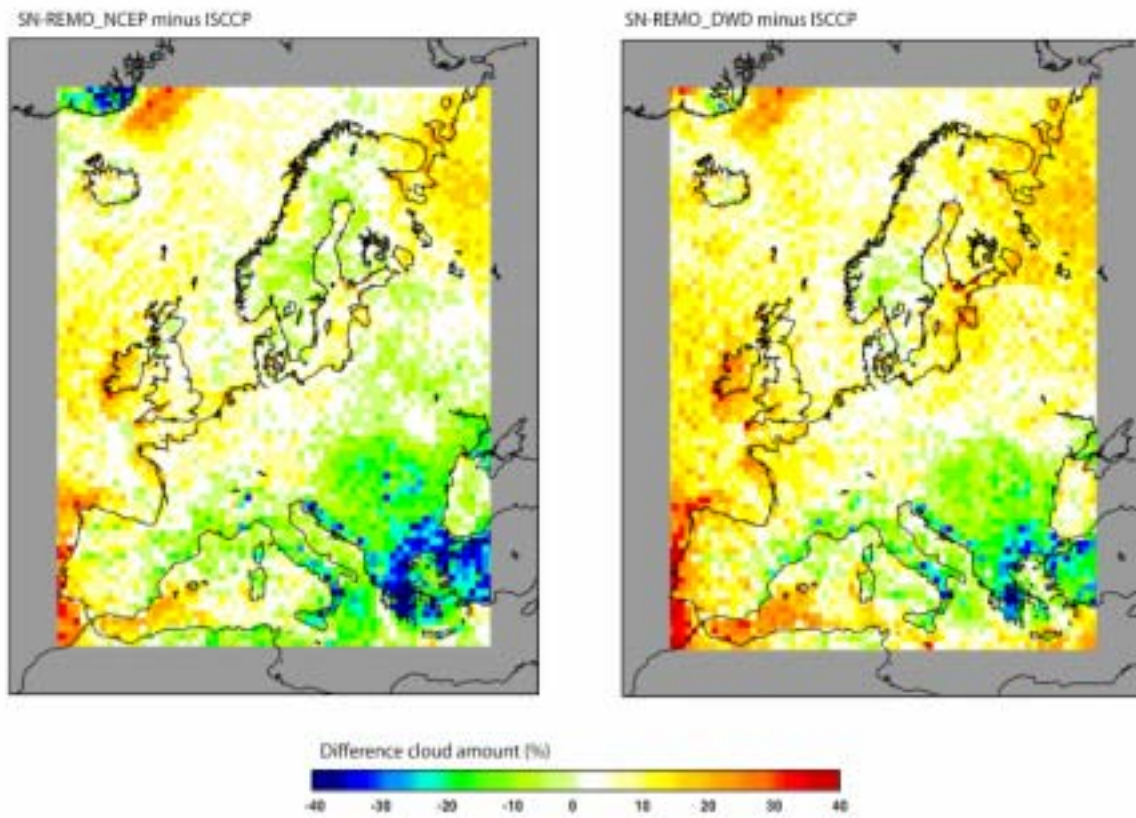 SN-REMO_NCEP minus ISCCP
SN-REMO_DWD minus ISCCP
Difference cloud amount (%)
-40 -30 -20 -10 0 10 20 30 40